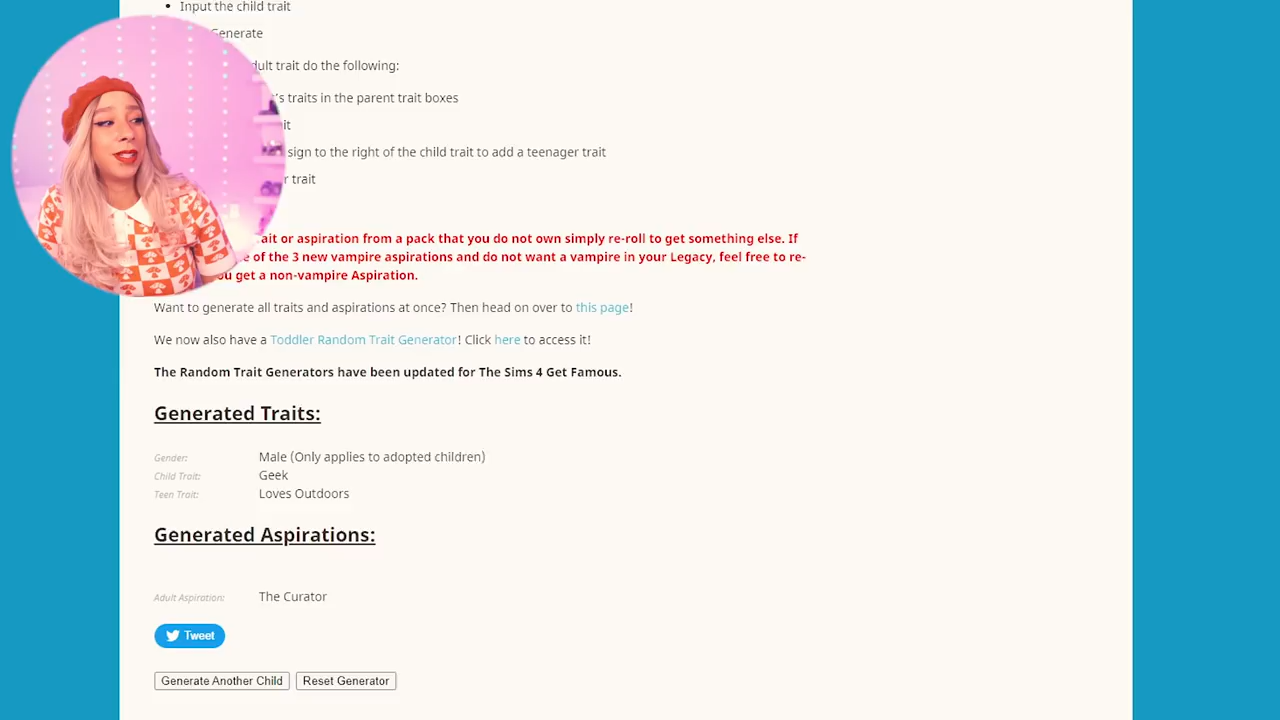 Input the child trait
Generate
dult trait do the following:
's traits in the parent trait boxes
it
sign to the right of the child trait to add a teenager trait
r trait
ait or aspiration from a pack that you do not own simply re-roll to get something else. If
e of the 3 new vampire aspirations and do not want a vampire in your Legacy, feel free to re-
ou get a non-vampire Aspiration.
Want to generate all traits and aspirations at once? Then head on over to this page!
We now also have a Toddler Random Trait Generator! Click here to access it!
The Random Trait Generators have been updated for The Sims 4 Get Famous.
Generated Traits:
Gender: Male (Only applies to adopted children)
Child Trait: Geek
Teen Trait: Loves Outdoors
Generated Aspirations:
Adult Aspiration: The Curator
Tweet
Generate Another Child Reset Generator